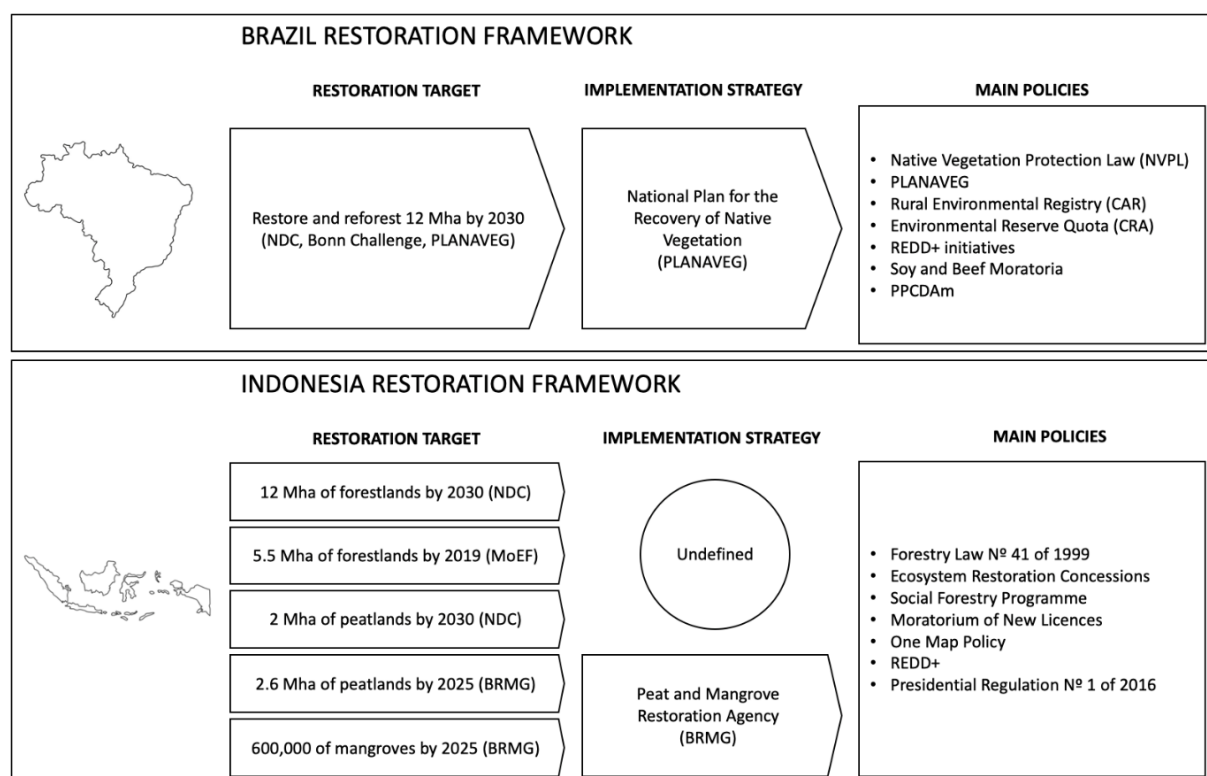 BRAZIL RESTORATION FRAMEWORK
RESTORATION TARGET
IMPLEMENTATION STRATEGY
MAIN POLICIES
Restore and reforest 12 Mha by 2030
(NDC, Bonn Challenge, PLANAVEG)
National Plan for the
Recovery of Native
Vegetation
(PLANAVEG)
• Native Vegetation Protection Law (NVPL)
• PLANAVEG
• Rural Environmental Registry (CAR)
• Environmental Reserve Quota (CRA)
• REDD+ initiatives
• Soy and Beef Moratoria
• PPCDAm
INDONESIA RESTORATION FRAMEWORK
RESTORATION TARGET
IMPLEMENTATION STRATEGY
MAIN POLICIES
12 Mha of forestlands by 2030 (NDC)
5.5 Mha of forestlands by 2019 (MoEF)
2 Mha of peatlands by 2030 (NDC)
2.6 Mha of peatlands by 2025 (BRMG)
600,000 of mangroves by 2025 (BRMG)
Undefined
Peat and Mangrove
Restoration Agency
(BRMG)
• Forestry Law Nº 41 of 1999
• Ecosystem Restoration Concessions
• Social Forestry Programme
• Moratorium of New Licences
• One Map Policy
• REDD+
• Presidential Regulation Nº 1 of 2016